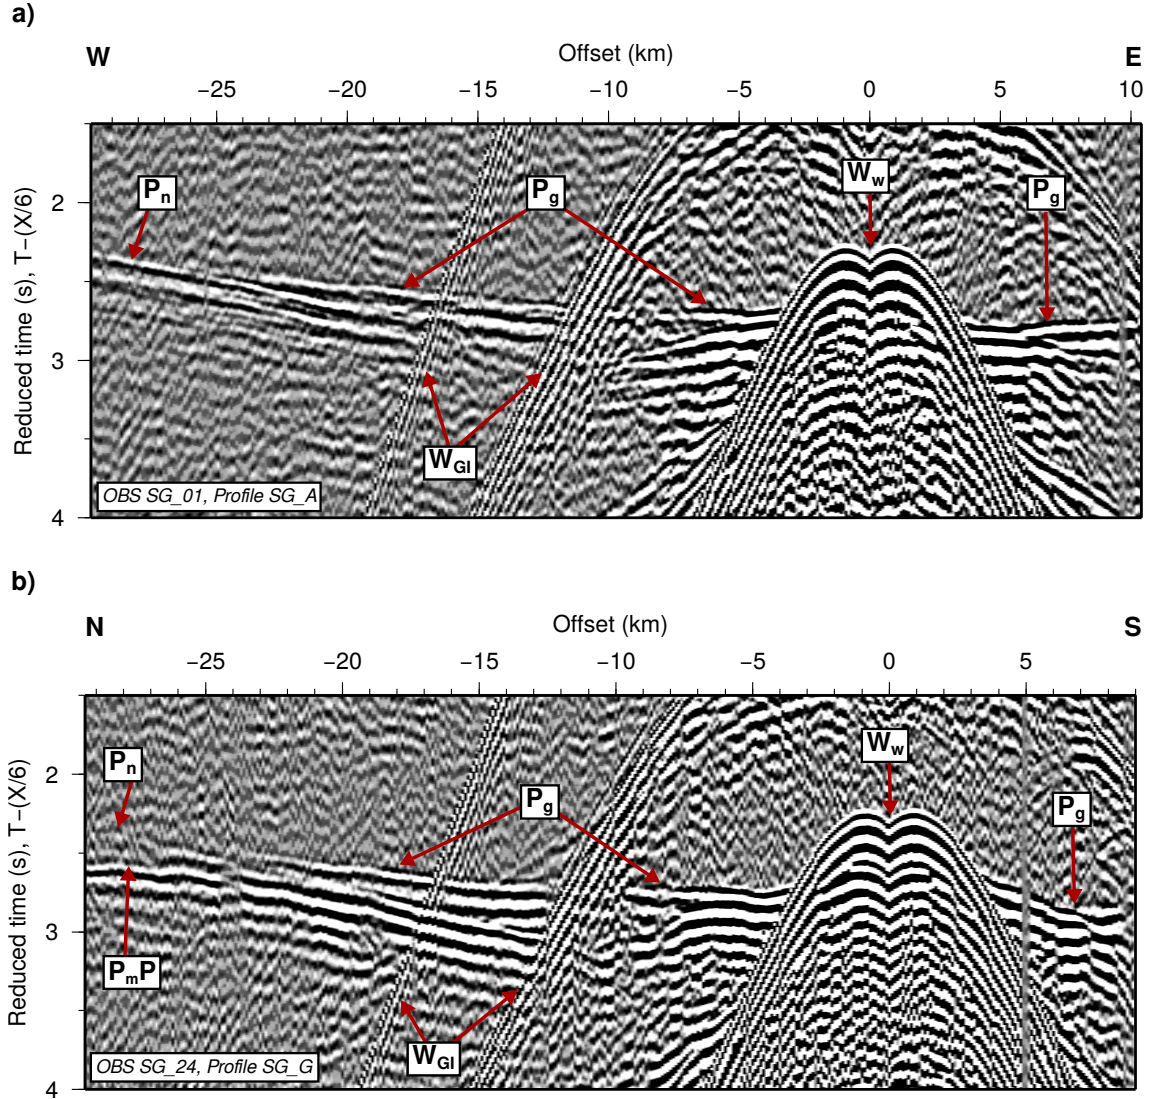 a)
W Offset (km) E
−25 −20 −15 −10 −5 0 5 10
Reduced time (s), T−(X/6)
2
3
4
Pn
Pg
Ww
Pg
WGI
OBS SG_01, Profile SG_A
b)
N Offset (km) S
−25 −20 −15 −10 −5 0 5
Reduced time (s), T−(X/6)
2
3
4
Pn
Pg
Ww
Pg
PmP
WGI
OBS SG_24, Profile SG_G